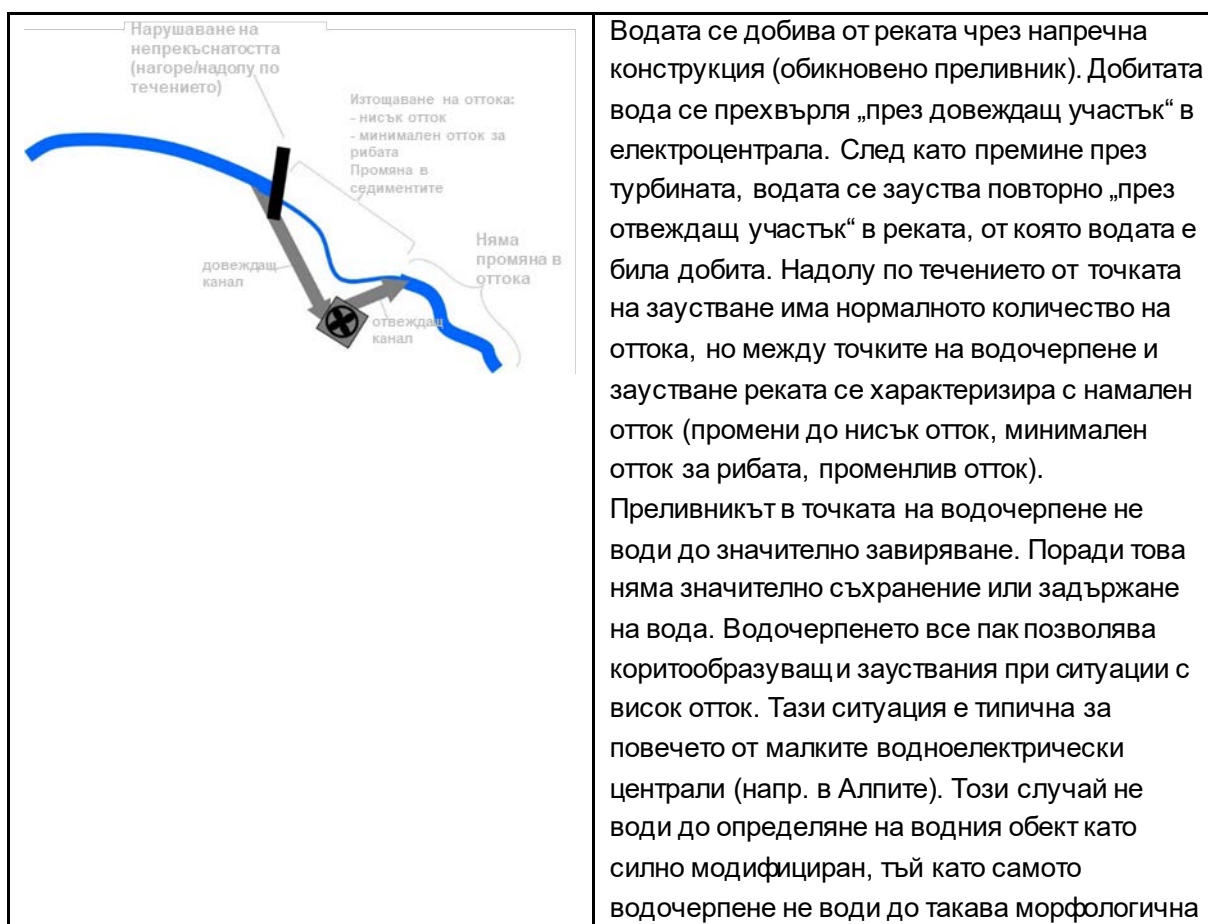 Нарушаване на
непрекъснатостта
(нагоре/надолу по
течението)
Изтощаване на оттока:
- нисък отток
- минимален отток за
рибата
Промяна в
седиментите
Няма
промяна в
оттока
довеждащ
канал
отвеждащ
канал
Водата се добива от реката чрез напречна
конструкция (обикновено преливник). Добитата
вода се прехвърля „през довеждащ участък“ в
електроцентрала. След като премине през
турбината, водата се зауства повторно „през
отвеждащ участък“ в реката, от която водата е
била добита. Надолу по течението от точката
на заустване има нормалното количество на
оттока, но между точките на водочерпене и
заустване реката се характеризира с намален
отток (промени до нисък отток, минимален
отток за рибата, променлив отток).
Преливникът в точката на водочерпене не
води до значително завиряване. Поради това
няма значително съхранение или задържане
на вода. Водочерпенето все пак позволява
коритообразуващи заустваниях при ситуации с
висок отток. Тази ситуация е типична за
повечето от малките водноелектрически
централи (напр. в Алпите). Този случай не
води до определяне на водния обект като
силно модифициран, тъй като самото
водочерпене не води до такава морфологична